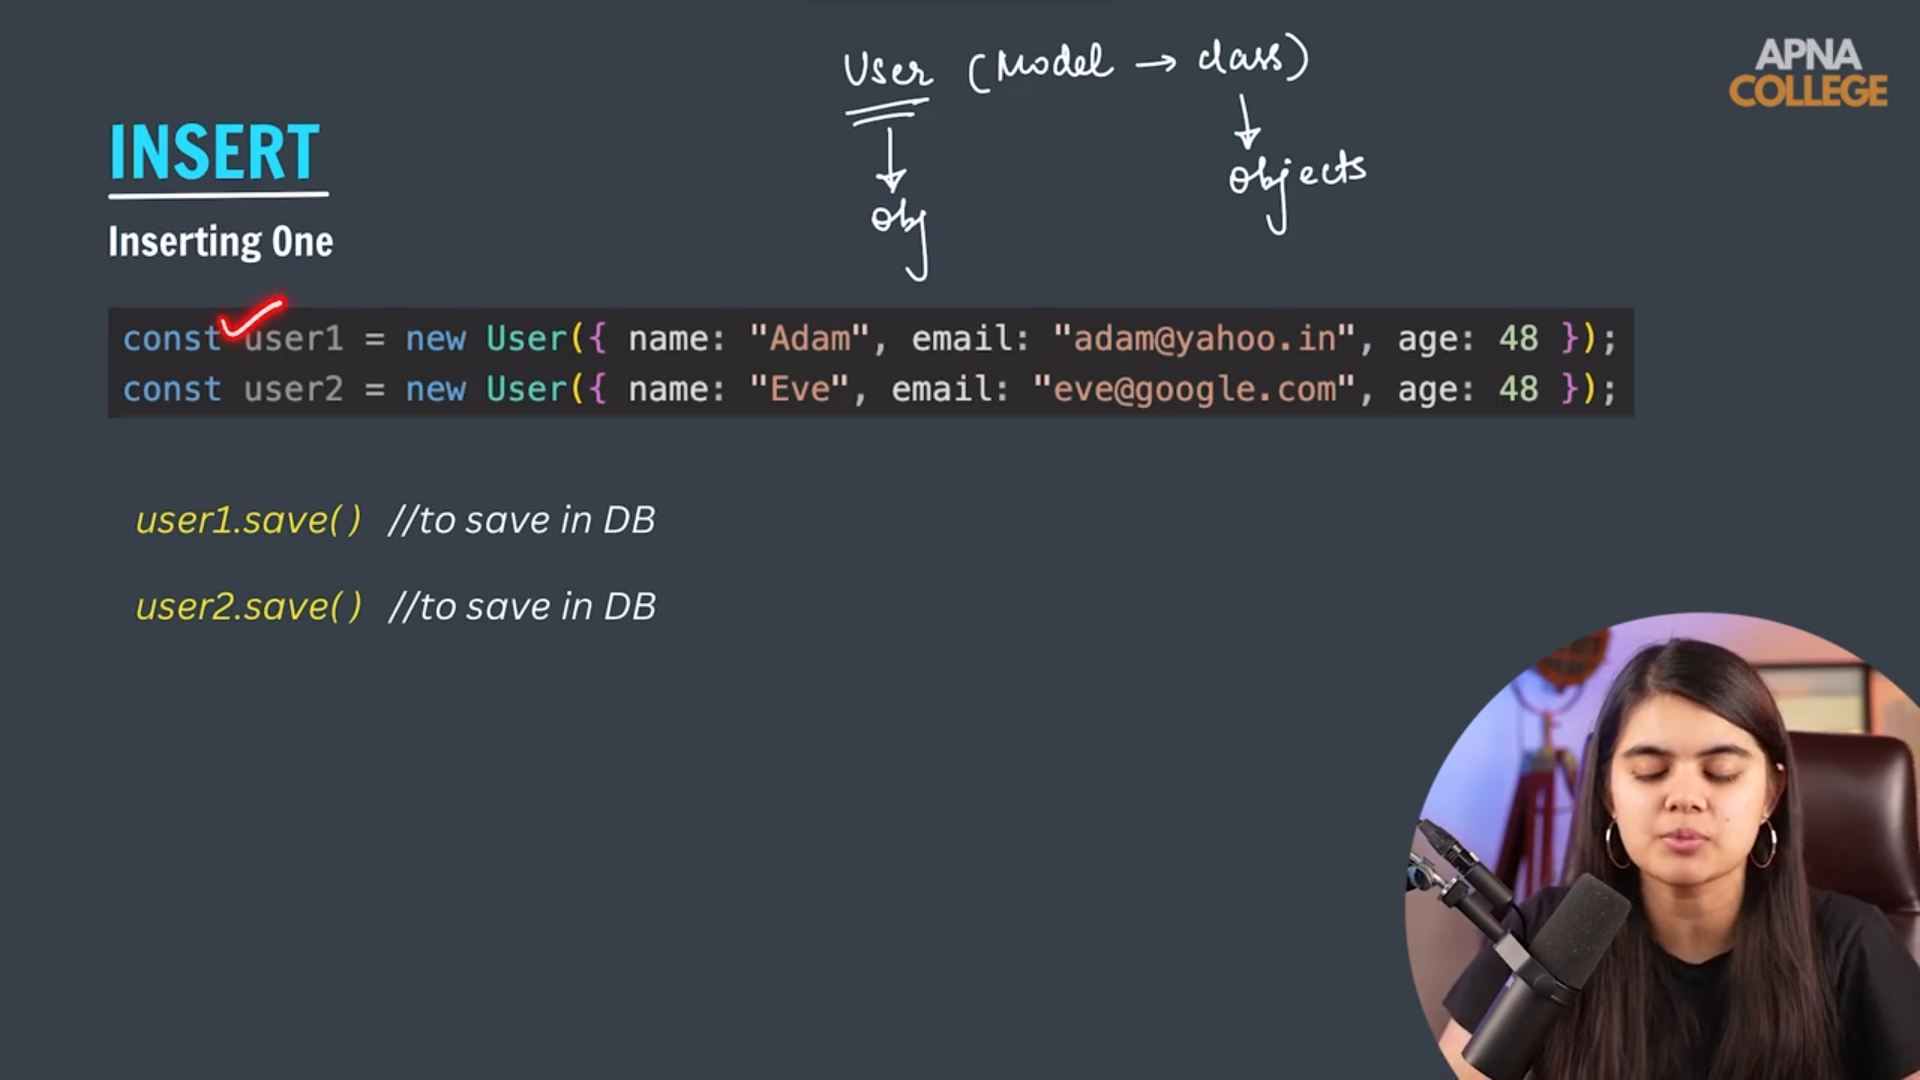 User (Model → class)
APNA
COLLEGE
INSERT
objects
obj
Inserting One
const user1 = new User({ name: "Adam", email: "adam@yahoo.in", age: 48 });
const user2 = new User({ name: "Eve", email: "eve@google.com", age: 48 });
user1.save( ) //to save in DB
user2.save( ) //to save in DB